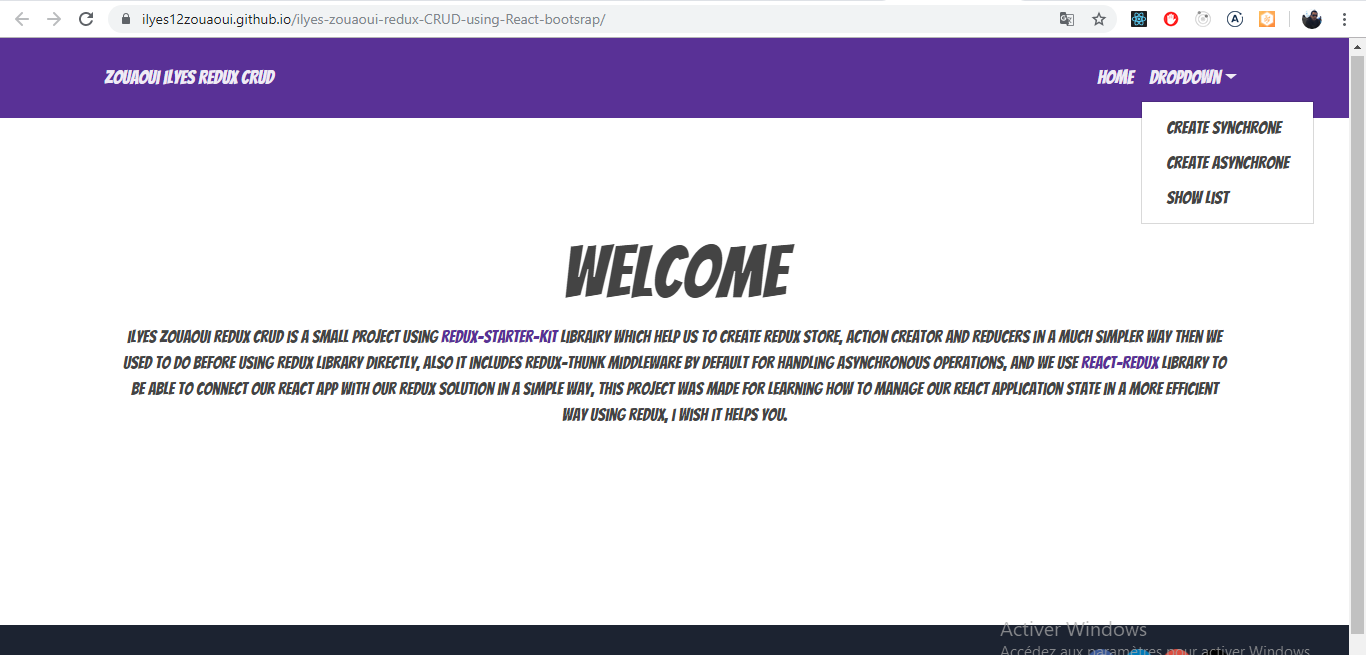 ilyes12zouaoui.github.io/ilyes-zouaoui-redux-CRUD-using-React-bootsrap/
ZOUAOUI ILYES REDUX CRUD
HOME DROPDOWN
CREATE SYNCHRONE
CREATE ASYNCHRONE
SHOW LIST
WELCOME
ILYES ZOUAOUI REDUX CRUD IS A SMALL PROJECT USING REDUX-STARTER-KIT LIBRAIRY WHICH HELP US TO CREATE REDUX STORE, ACTION CREATOR AND REDUCERS IN A MUCH SIMPLER WAY THEN WE
USED TO DO BEFORE USING REDUX LIBRARY DIRECTLY, ALSO IT INCLUDES REDUX-THUNK MIDDLEWARE BY DEFAULT FOR HANDLING ASYNCHRONOUS OPERATIONS, AND WE USE REACT-REDUX LIBRARY TO
BE ABLE TO CONNECT OUR REACT APP WITH OUR REDUX SOLUTION IN A SIMPLE WAY, THIS PROJECT WAS MADE FOR LEARNING HOW TO MANAGE OUR REACT APPLICATION STATE IN A MORE EFFICIENT
WAY USING REDUX, I WISH IT HELPS YOU.
Activer Windows
Accédez aux paramètres pour activer Windows.